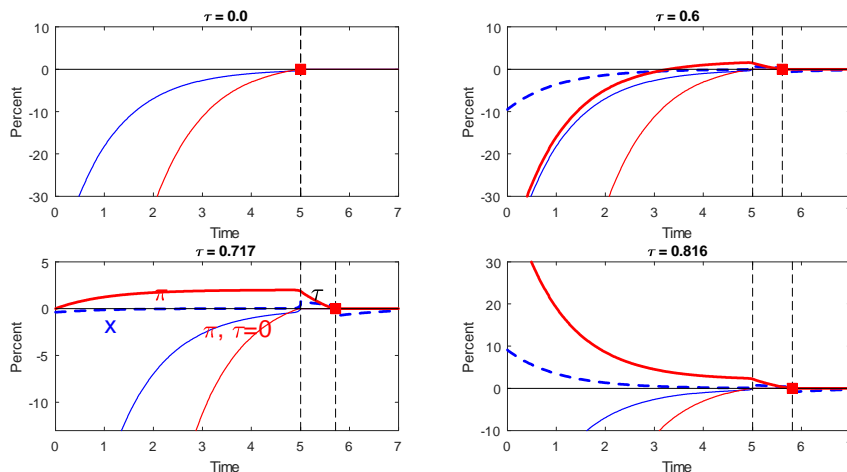 τ = 0.0
10
0
-10
-20
-30
Percent
0 1 2 3 4 5 6 7
Time
τ = 0.6
10
0
-10
-20
-30
Percent
0 1 2 3 4 5 6 7
Time
τ = 0.717
5
0
-5
-10
Percent
π
τ
x
π, τ=0
0 1 2 3 4 5 6 7
Time
τ = 0.816
30
20
10
0
-10
Percent
0 1 2 3 4 5 6 7
Time